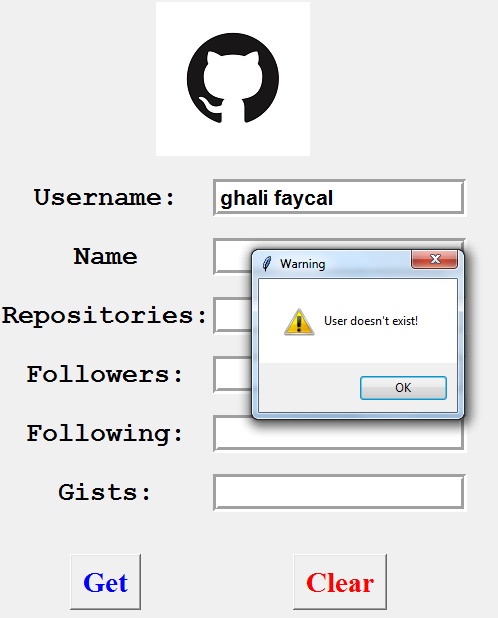 Username: ghali faycal
Name
Warning
User doesn't exist!
OK
Repositories:
Followers:
Following:
Gists:
Get Clear